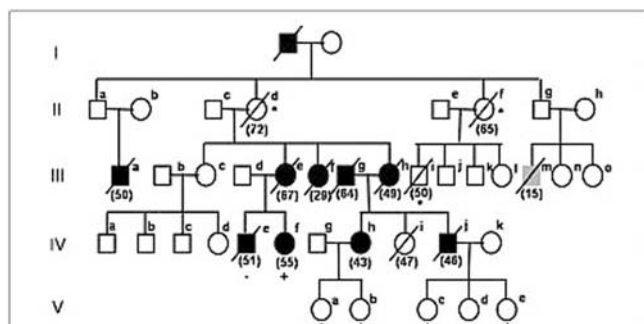 I
a b c d e f g h
II
* *
(72) (65)
a b c d e f g h i j k l m n o
III
(50) (67) (29) (64) (49) (50) (15)
*
a b c d e f g h i j k
IV
(51) (55) (43) (47) (46)
- +
a b c d e
V